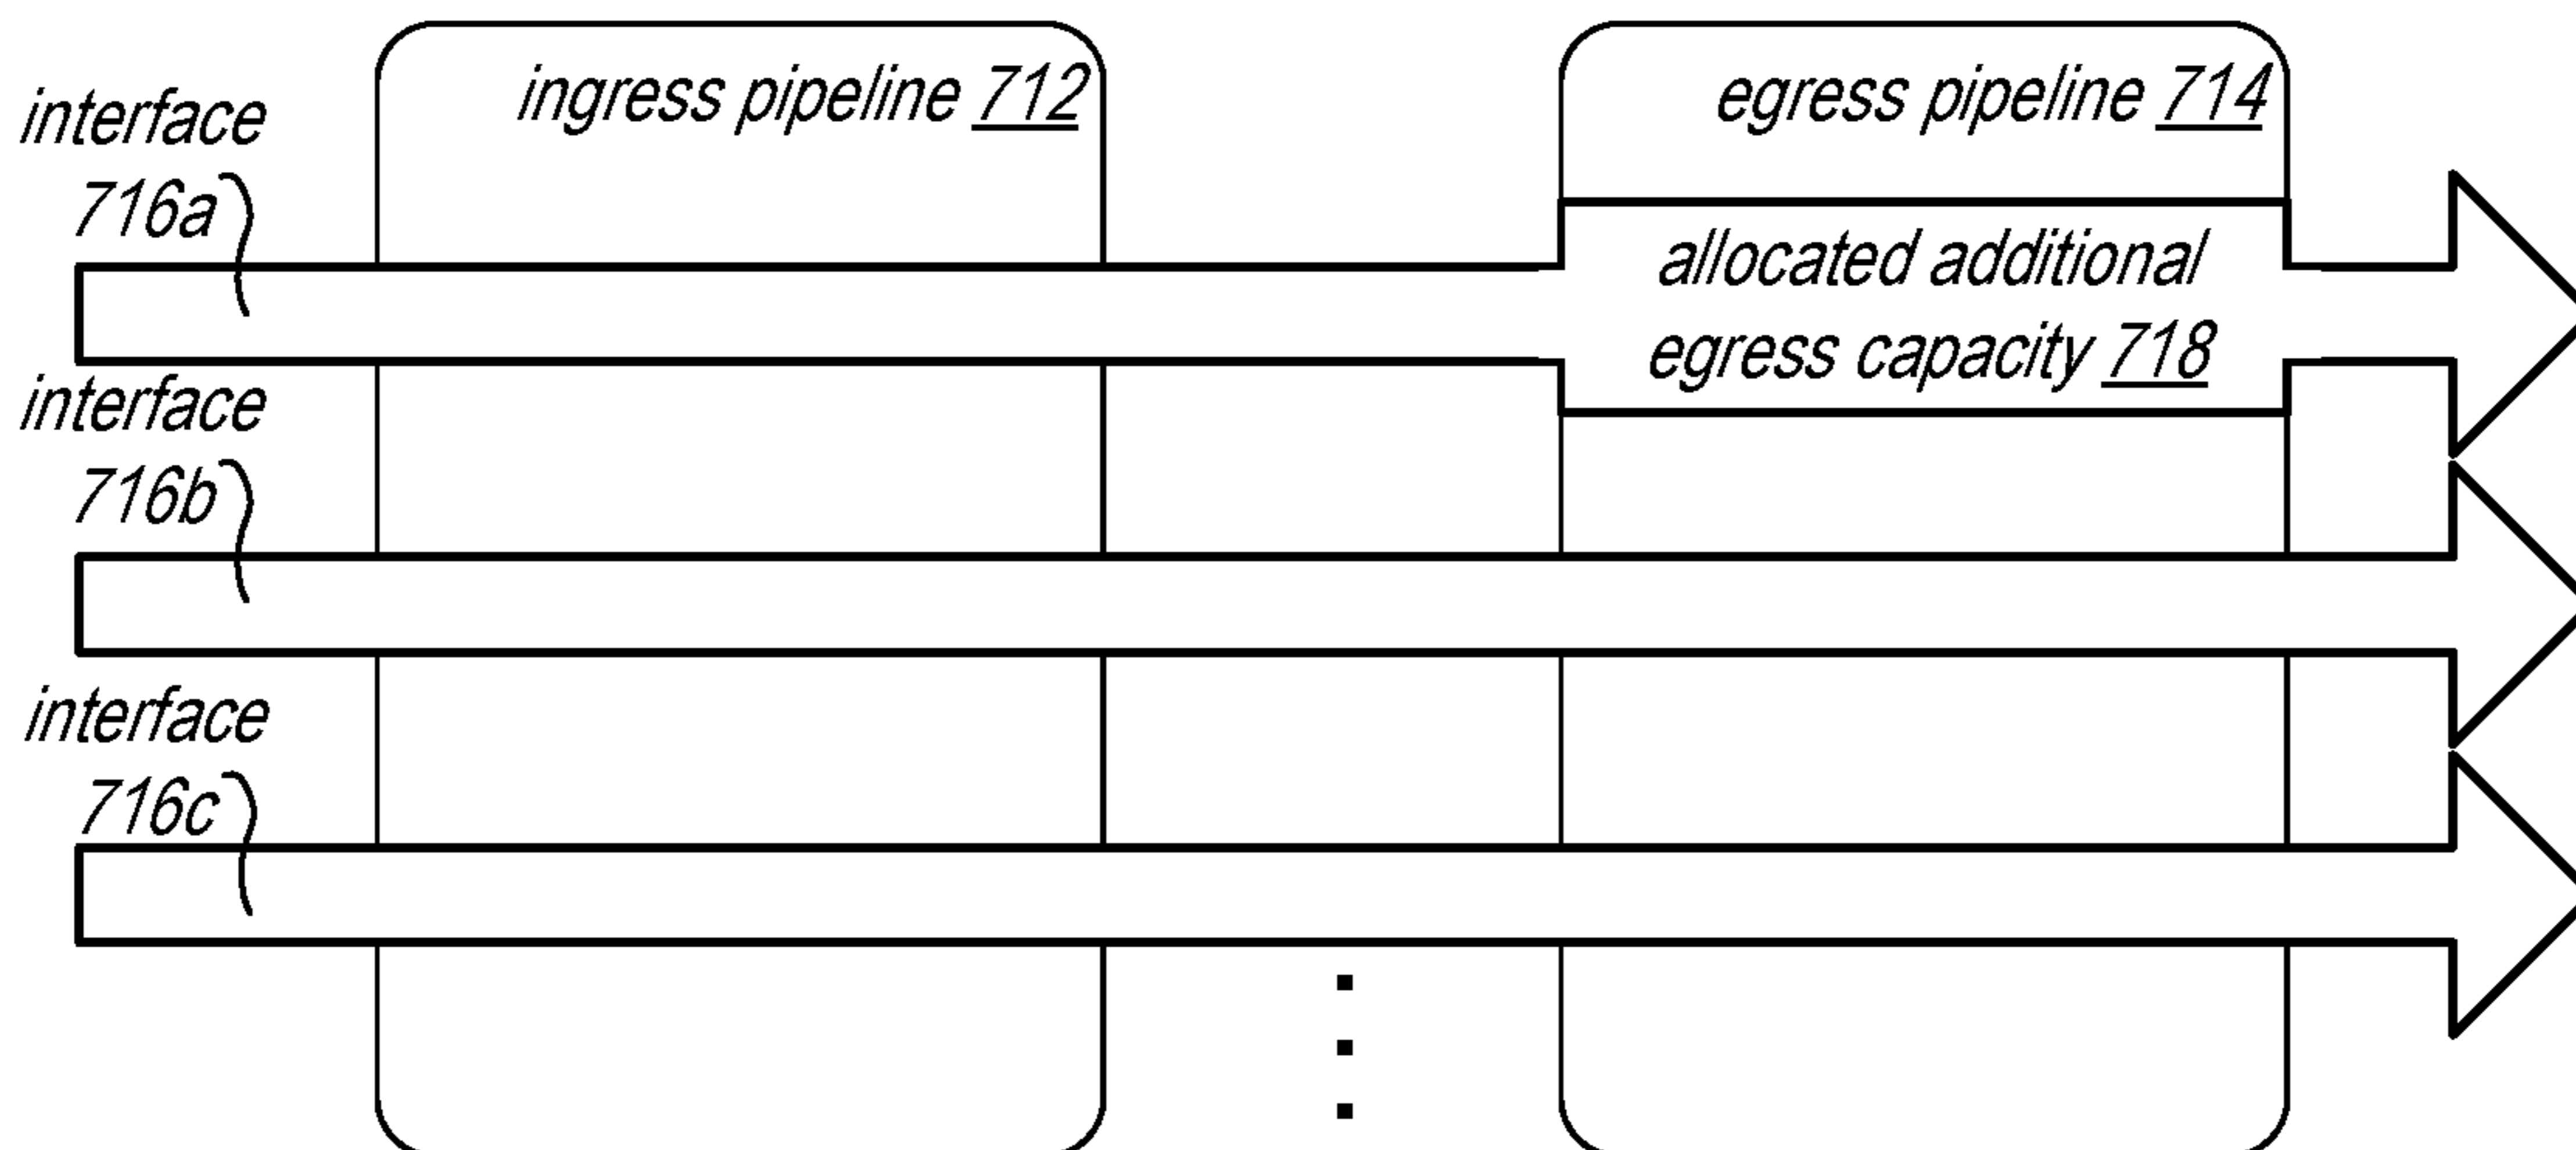 ingress pipeline 712
egress pipeline 714
interface
716a
allocated additional
egress capacity 718
interface
716b
interface
716c